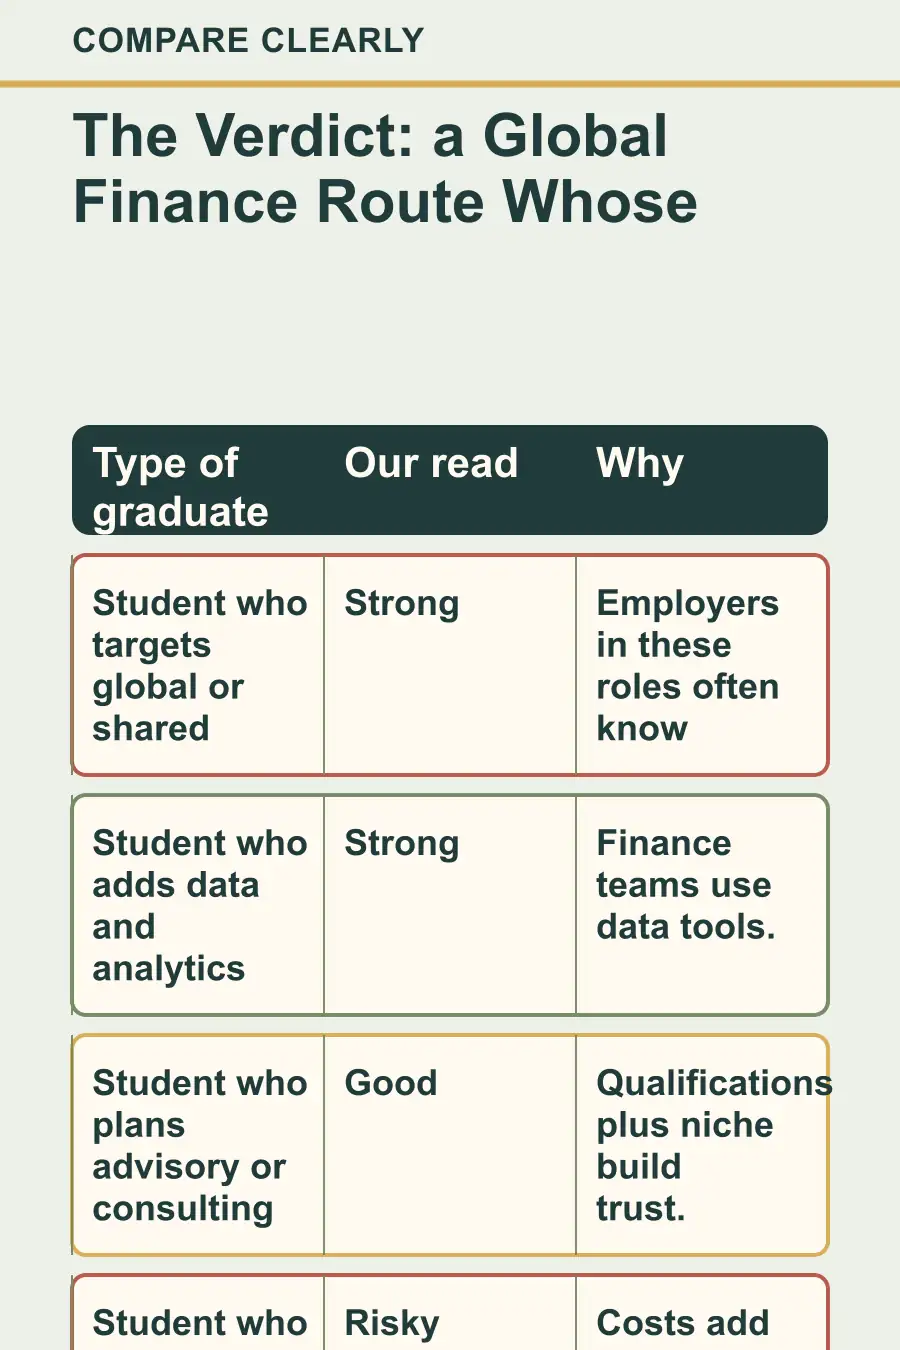 COMPARE CLEARLY
The Verdict: a Global
Finance Route Whose
Type of
graduate
Our read
Why
Student who
targets
global or
shared
Strong
Employers
in these
roles often
know
Student who
adds data
and
analytics
Strong
Finance
teams use
data tools.
Student who
plans
advisory or
consulting
Good
Qualifications
plus niche
build
trust.
Student who
Risky
Costs add